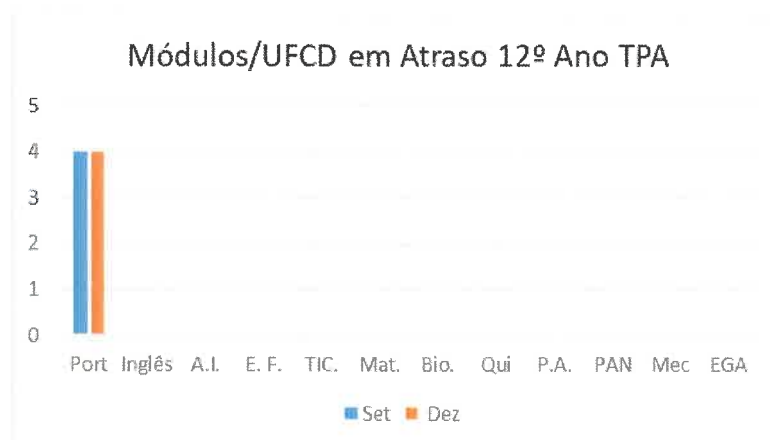 Módulos/UFCD em Atraso 12º Ano TPA
5
4
3
2
1
0
Port Inglês A.I. E. F. TIC. Mat. Bio. Qui P.A. PAN Mec EGA
Set Dez